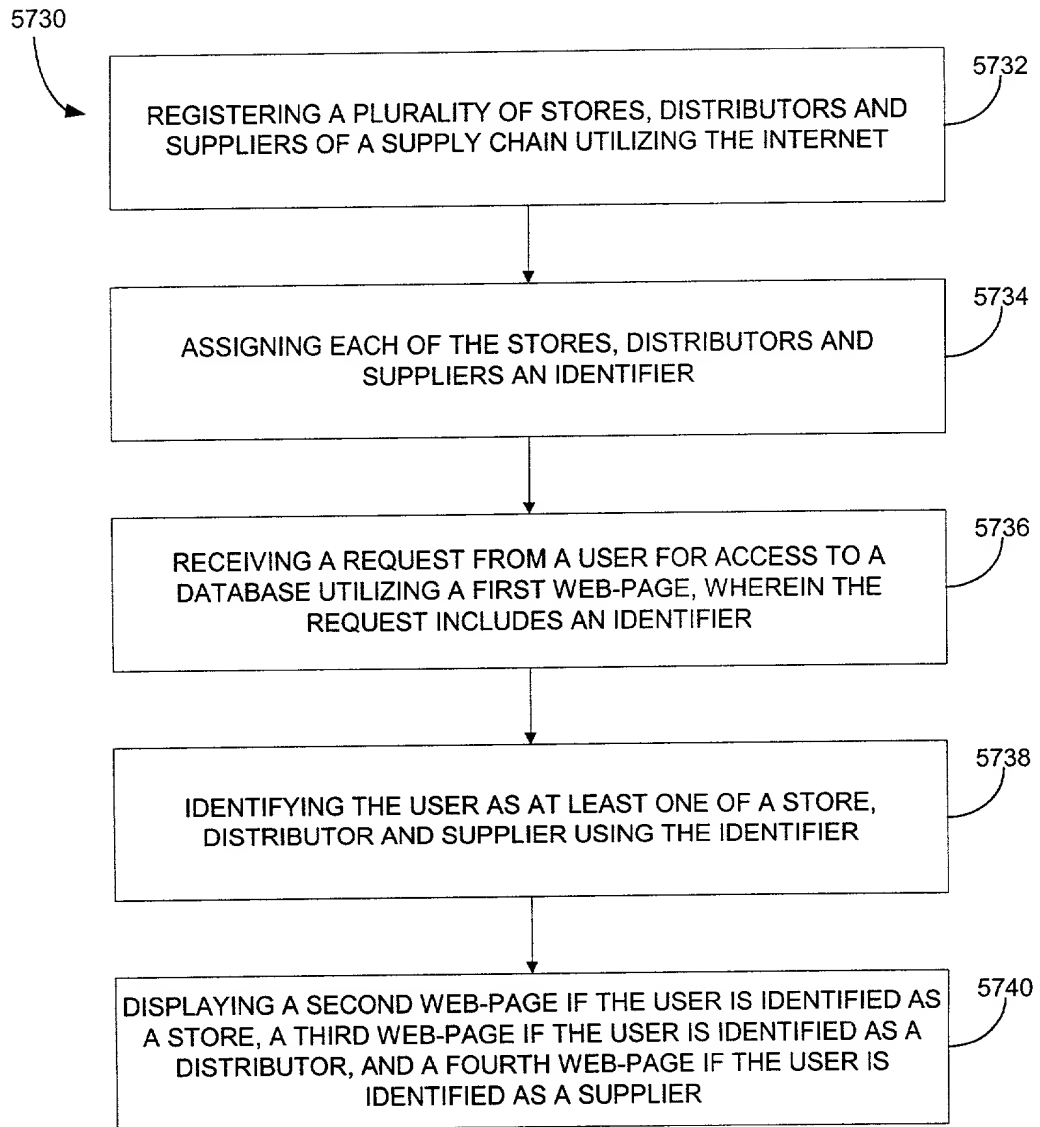 5730
5732
REGISTERING A PLURALITY OF STORES, DISTRIBUTORS AND
SUPPLIERS OF A SUPPLY CHAIN UTILIZING THE INTERNET
5734
ASSIGNING EACH OF THE STORES, DISTRIBUTORS AND
SUPPLIERS AN IDENTIFIER
5736
RECEIVING A REQUEST FROM A USER FOR ACCESS TO A
DATABASE UTILIZING A FIRST WEB-PAGE, WHEREIN THE
REQUEST INCLUDES AN IDENTIFIER
5738
IDENTIFYING THE USER AS AT LEAST ONE OF A STORE,
DISTRIBUTOR AND SUPPLIER USING THE IDENTIFIER
5740
DISPLAYING A SECOND WEB-PAGE IF THE USER IS IDENTIFIED AS
A STORE, A THIRD WEB-PAGE IF THE USER IS IDENTIFIED AS A
DISTRIBUTOR, AND A FOURTH WEB-PAGE IF THE USER IS
IDENTIFIED AS A SUPPLIER